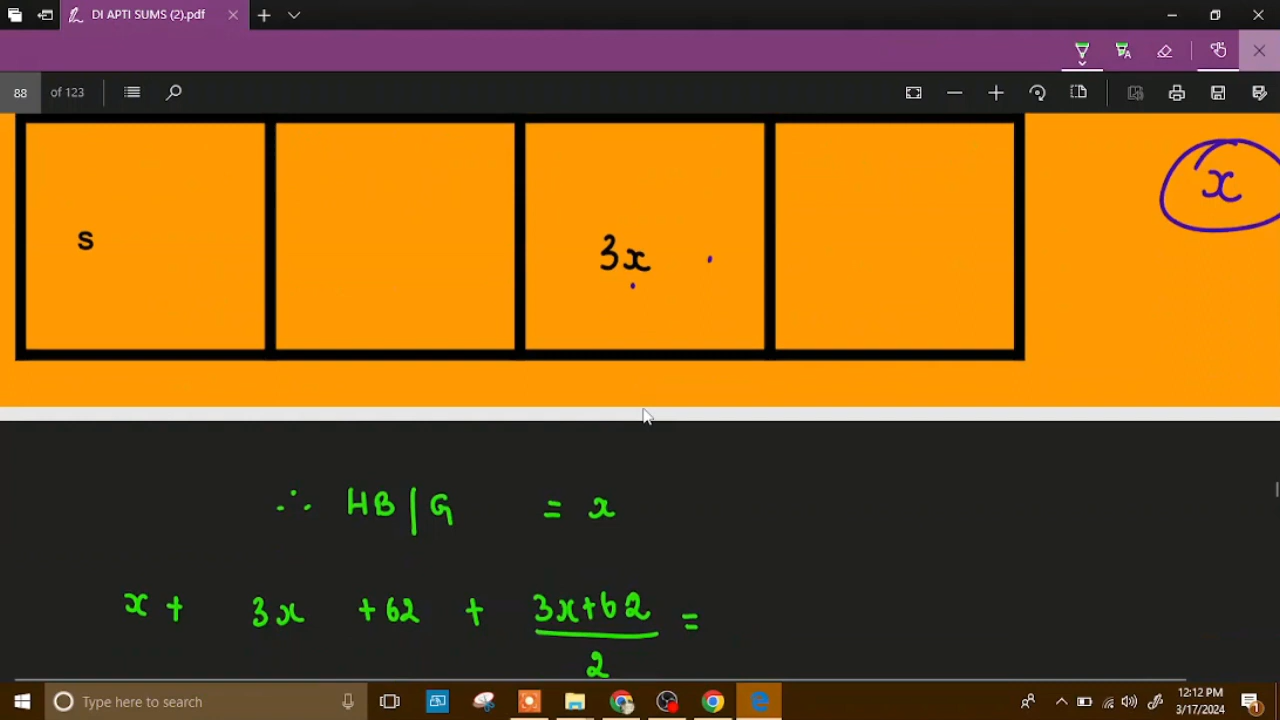 DI APTI SUMS (2).pdf
88 of 123
x
S
3x
∴ HB | G = x
x + 3x + 62 + 3x+62 =
2
Type here to search
12:12 PM
3/17/2024
1